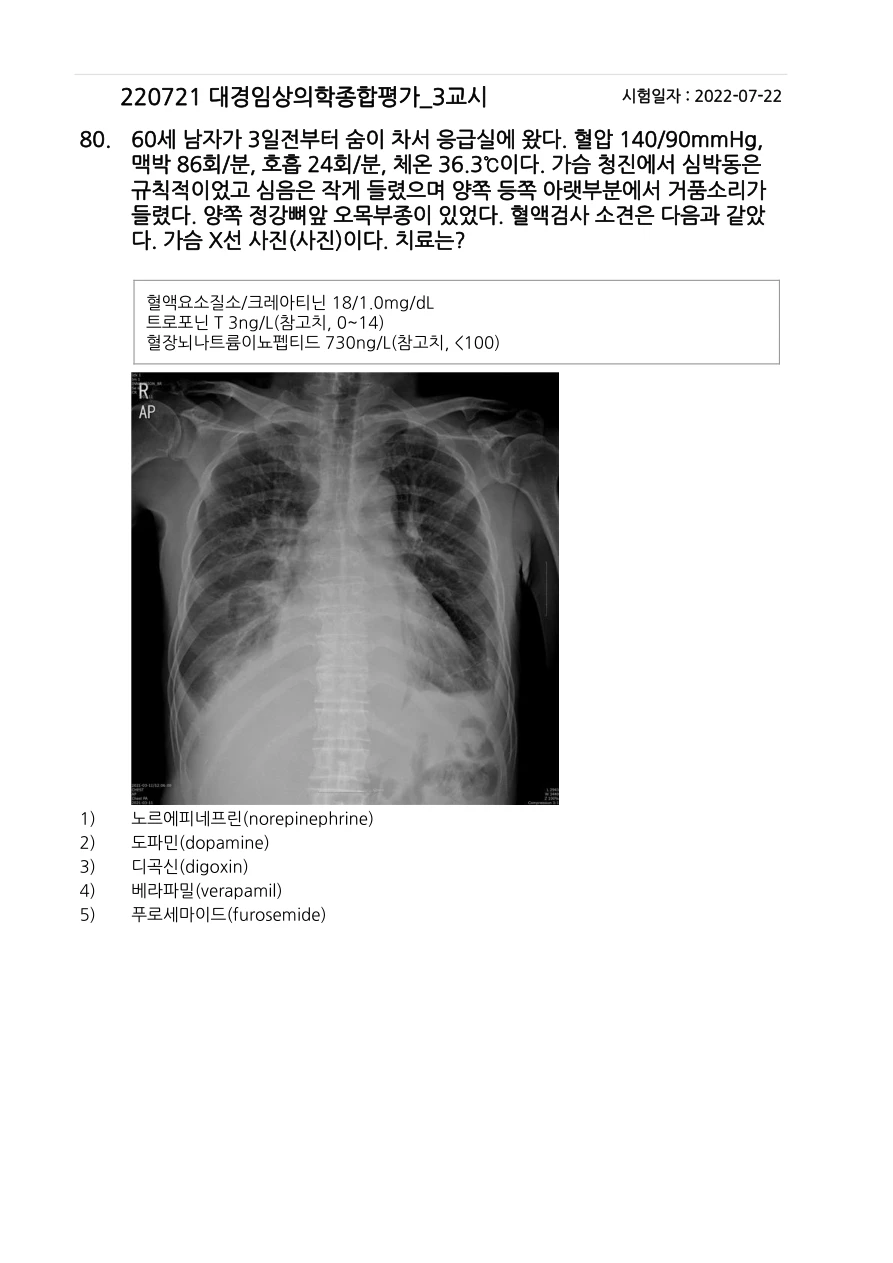 220721 대경임상의학종합평가_3교시
시험일자 : 2022-07-22
80. 60세 남자가 3일전부터 숨이 차서 응급실에 왔다. 혈압 140/90mmHg,
맥박 86회/분, 호흡 24회/분, 체온 36.3℃이다. 가슴 청진에서 심박동은
규칙적이었고 심음은 작게 들렸으며 양쪽 등쪽 아랫부분에서 거품소리가
들렸다. 양쪽 정강뼈앞 오목부종이 있었다. 혈액검사 소견은 다음과 같았
다. 가슴 X선 사진(사진)이다. 치료는?
혈액요소질소/크레아티닌 18/1.0mg/dL
트로포닌 T 3ng/L(참고치, 0~14)
혈장뇌나트륨이뇨펩티드 730ng/L(참고치, <100)
R
AP
1) 노르에피네프린(norepinephrine)
2) 도파민(dopamine)
3) 디곡신(digoxin)
4) 베라파밀(verapamil)
5) 푸로세마이드(furosemide)